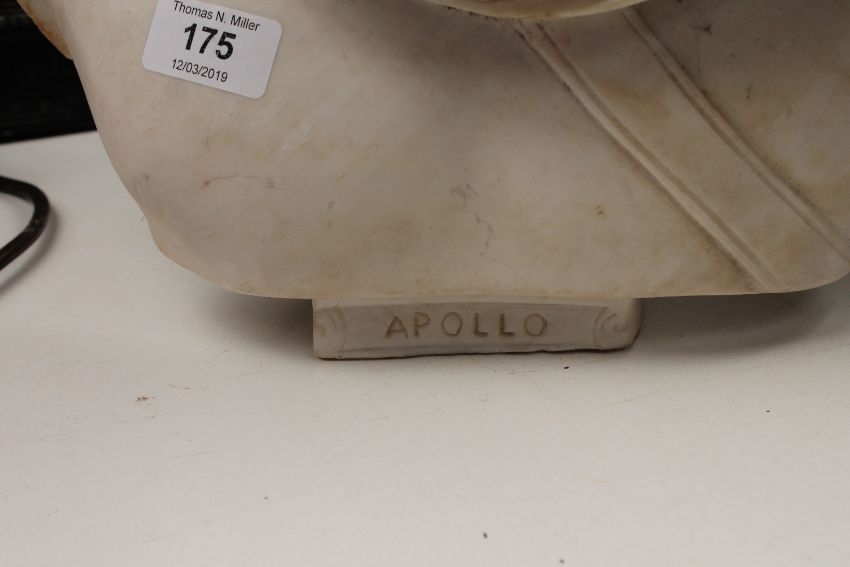 Thomas N. Miller
175
12/03/2019
APOLLO